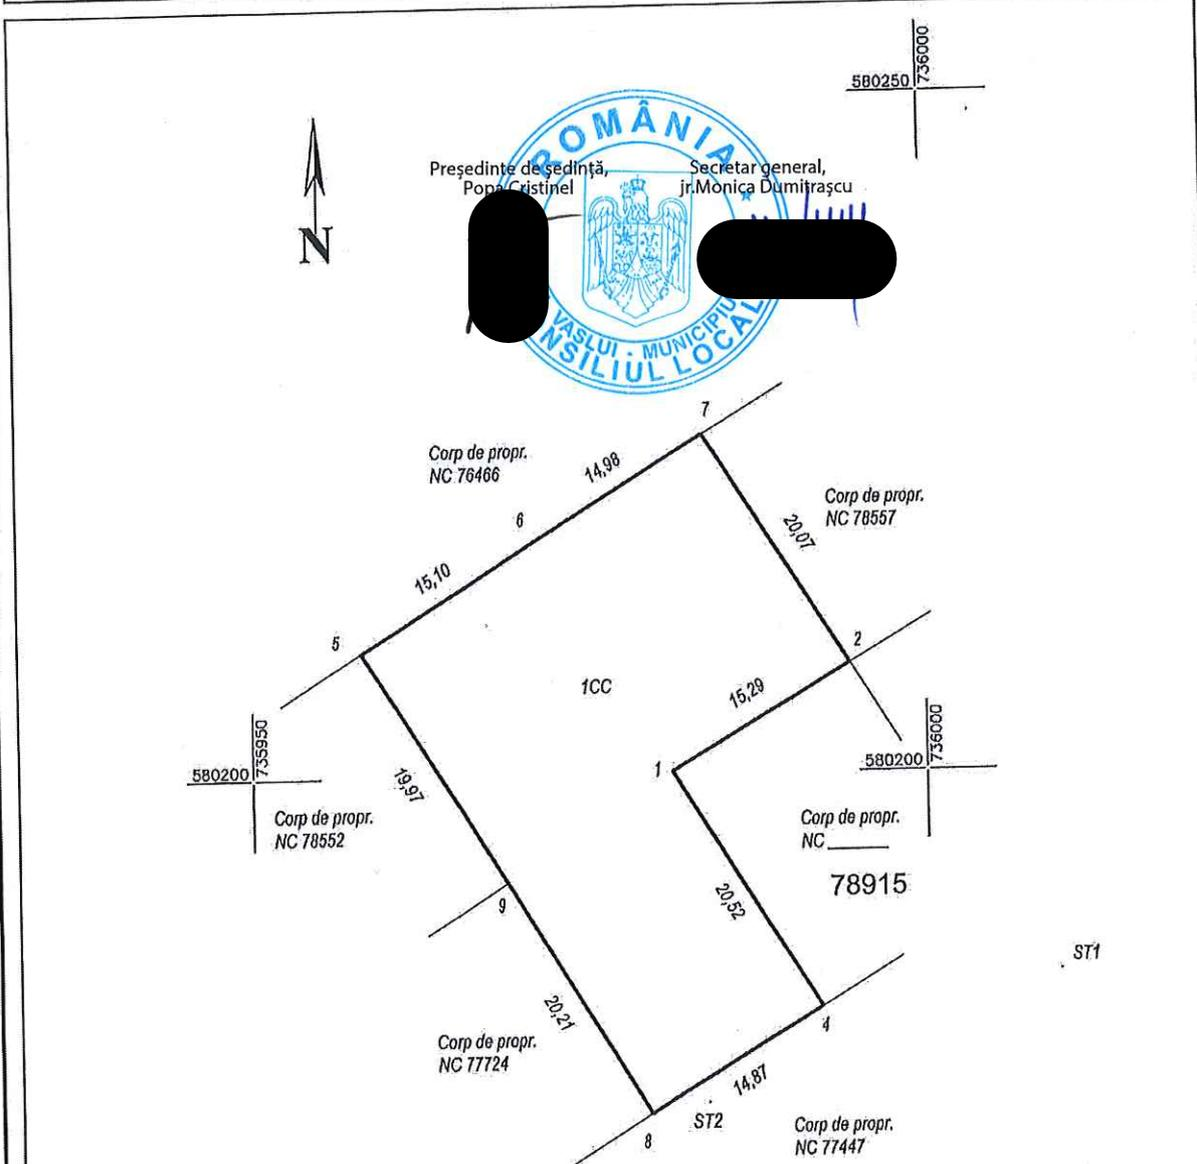 736000
580250
ROMÂNIA
Președinte de ședință,
Popa Cristinel
Secretar general,
jr.Monica Dumitrașcu
N
VASLUI - MUNICIPIU
NSILIUL LOCAL
7
Corp de propr.
NC 76466
14,98
6
Corp de propr.
NC 78557
20,07
15,10
5
2
1CC
15,29
735950
580200
736000
580200
1
19,97
Corp de propr.
NC 78552
Corp de propr.
NC
78915
20,52
9
ST1
20,21
4
Corp de propr.
NC 77724
14,87
ST2
8
Corp de propr.
NC 77447